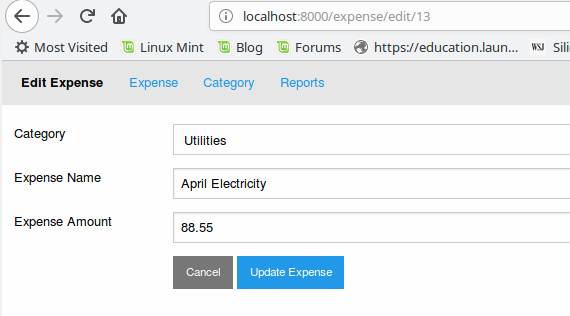 localhost:8000/expense/edit/13
Most Visited Linux Mint Blog Forums https://education.laun... WSJ Sili
Edit Expense Expense Category Reports
Category Utilities
Expense Name April Electricity
Expense Amount 88.55
Cancel Update Expense